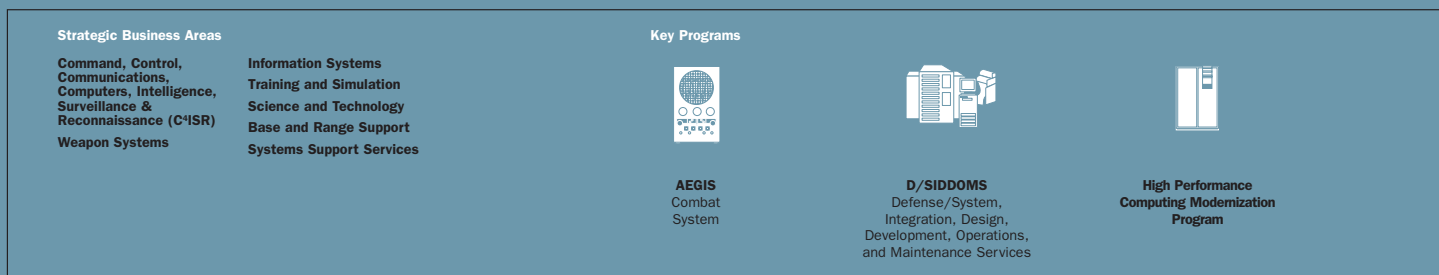 Strategic Business Areas
Command, Control,
Communications,
Computers, Intelligence,
Surveillance &
Reconnaissance (C⁴ISR)
Weapon Systems
Information Systems
Training and Simulation
Science and Technology
Base and Range Support
Systems Support Services
Key Programs
AEGIS
Combat
System
D/SIDDOMS
Defense/System,
Integration, Design,
Development, Operations,
and Maintenance Services
High Performance
Computing Modernization
Program